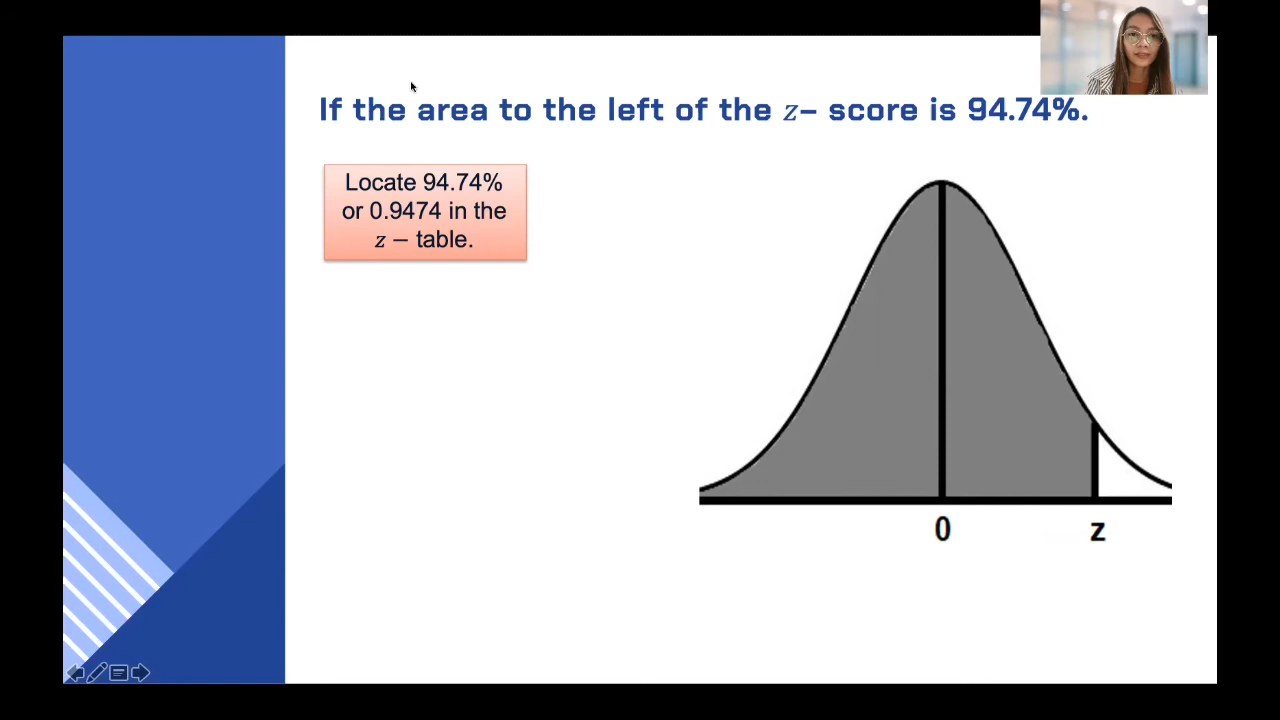 If the area to the left of the z– score is 94.74%.
Locate 94.74%
or 0.9474 in the
z – table.
0
z